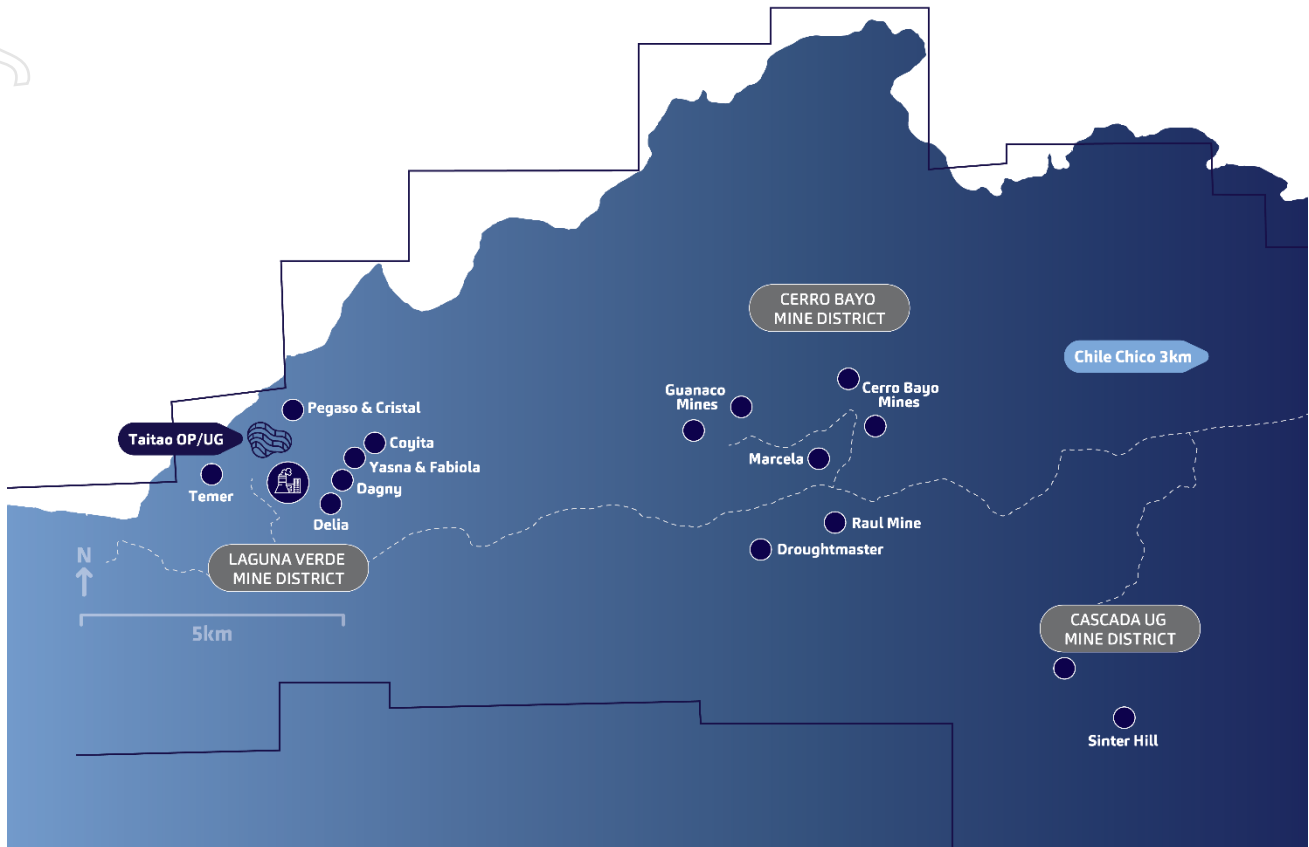 CERRO BAYO
MINE DISTRICT
Chile Chico 3km
Guanaco
Mines
Cerro Bayo
Mines
Pegaso & Cristal
Taitao OP/UG
Coyita
Yasna & Fabiola
Marcela
Temer
Dagny
Delia
Raul Mine
Droughtmaster
LAGUNA VERDE
MINE DISTRICT
N
5km
CASCADA UG
MINE DISTRICT
Sinter Hill